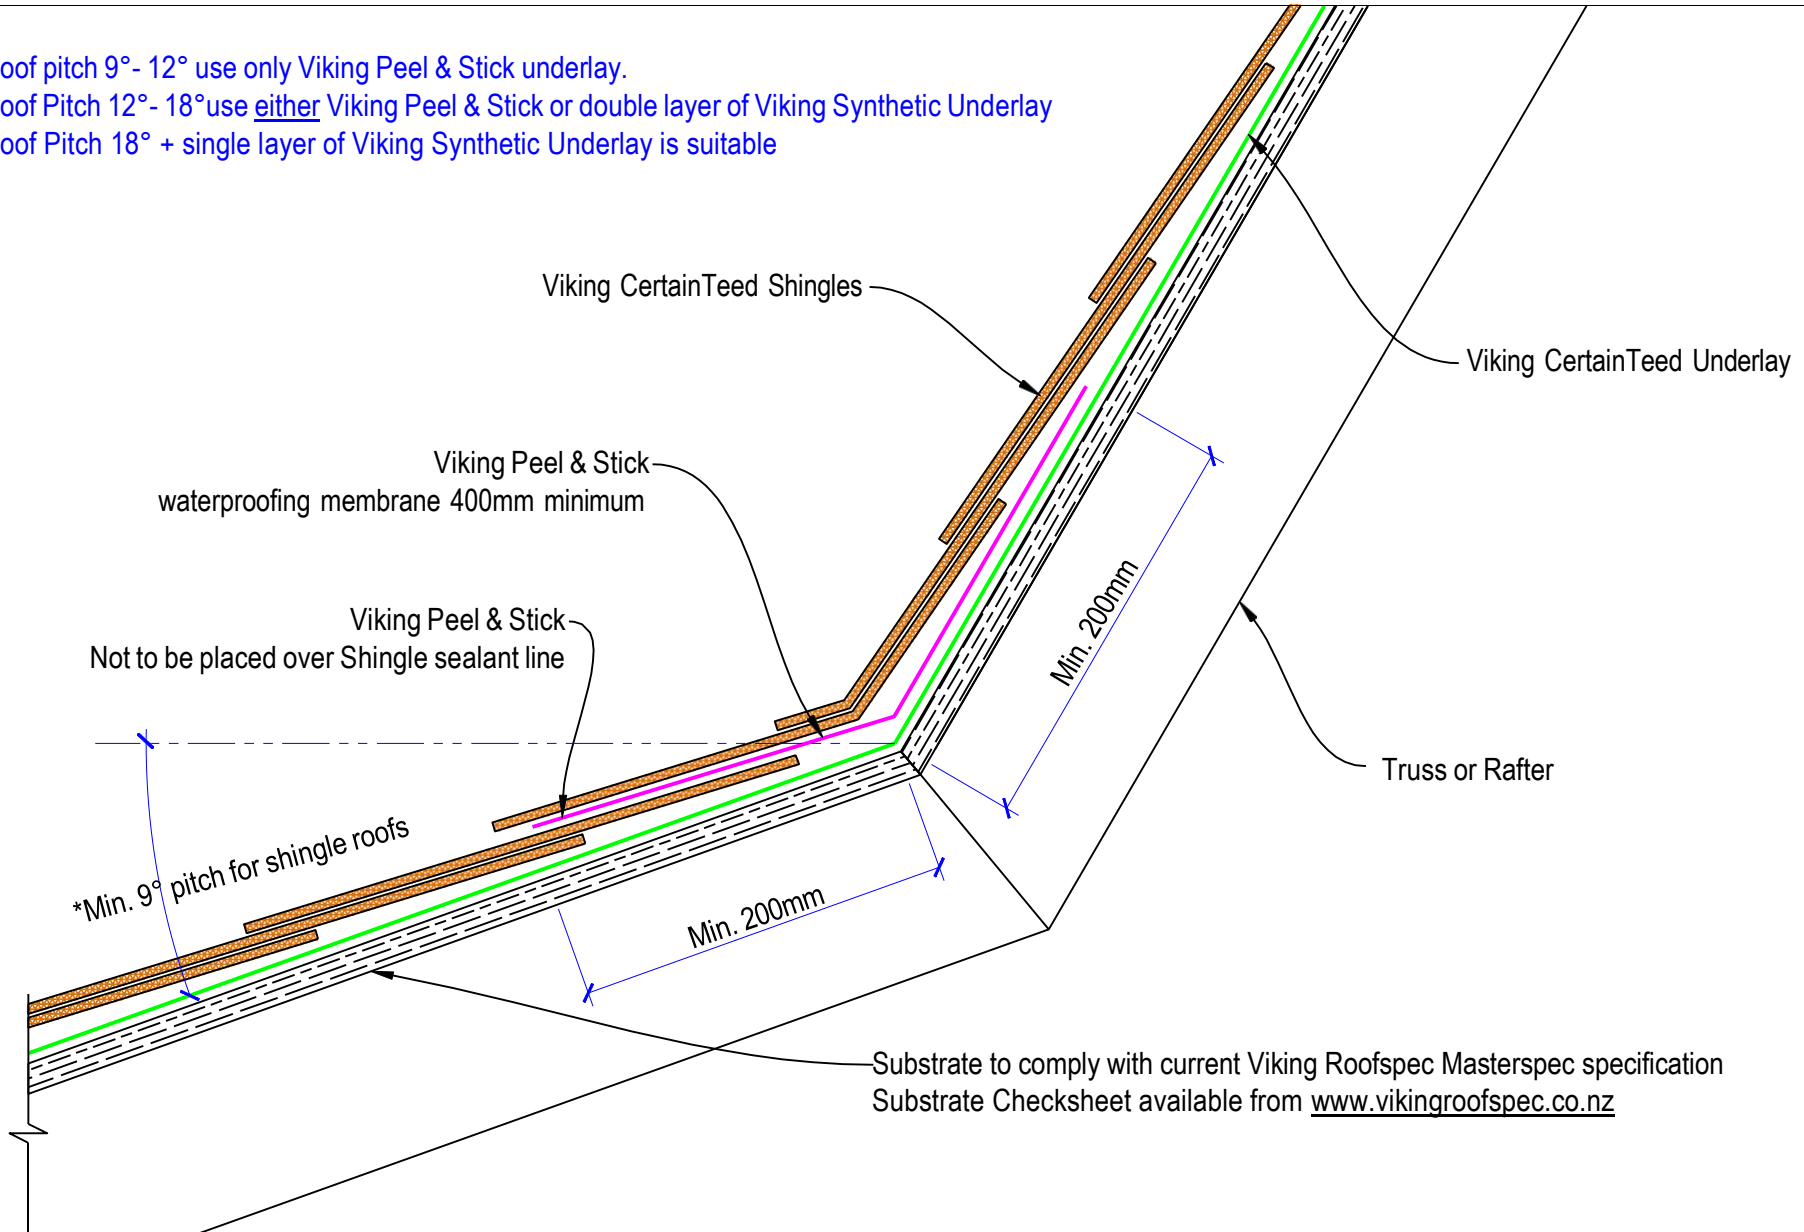 oof pitch 9°- 12° use only Viking Peel & Stick underlay.
oof Pitch 12°- 18°use either Viking Peel & Stick or double layer of Viking Synthetic Underlay
oof Pitch 18° + single layer of Viking Synthetic Underlay is suitable
Viking CertainTeed Shingles
Viking CertainTeed Underlay
Viking Peel & Stick
waterproofing membrane 400mm minimum
Viking Peel & Stick
Not to be placed over Shingle sealant line
Min. 200mm
Truss or Rafter
*Min. 9° pitch for shingle roofs
Min. 200mm
Substrate to comply with current Viking Roofspec Masterspec specification
Substrate Checksheet available from www.vikingroofspec.co.nz